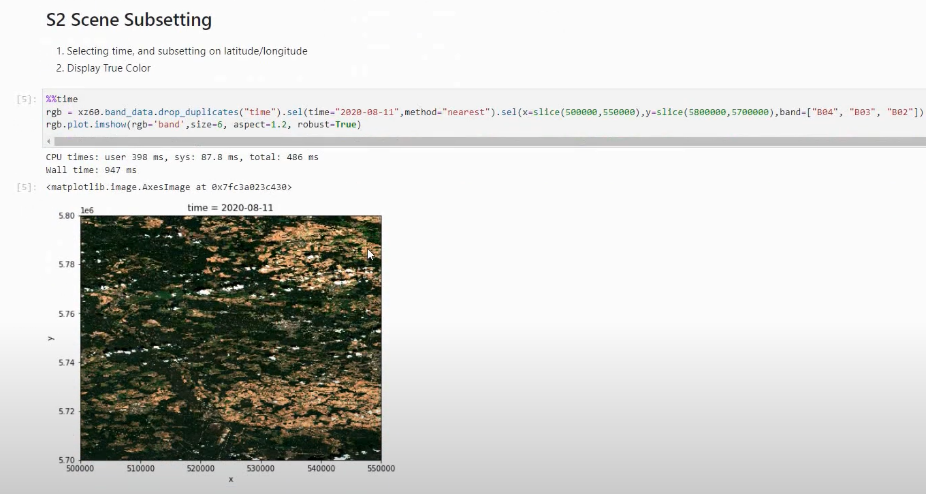 S2 Scene Subsetting
1. Selecting time, and subsetting on latitude/longitude
2. Display True Color
[5]: %%time
rgb = xz60.band_data.drop_duplicates("time").sel(time="2020-08-11",method="nearest").sel(x=slice(500000,550000),y=slice(5800000,5700000),band=["B04", "B03", "B02"])
rgb.plot.imshow(rgb='band',size=6, aspect=1.2, robust=True)
CPU times: user 398 ms, sys: 87.8 ms, total: 486 ms
Wall time: 947 ms
[5]: <matplotlib.image.AxesImage at 0x7fc3a023c430>
time = 2020-08-11
1e6
5.80
5.78
5.76
y
5.74
5.72
5.70
500000 510000 520000 530000 540000 550000
x